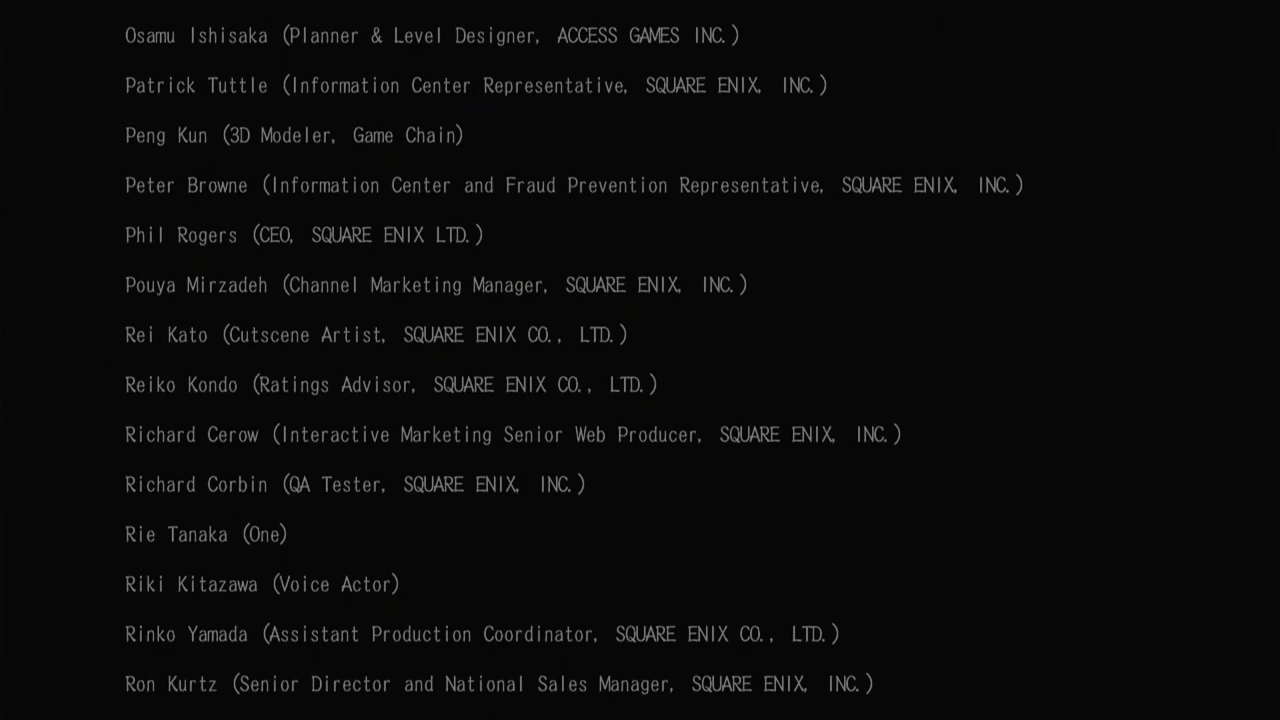 Osamu Ishisaka (Planner & Level Designer, ACCESS GAMES INC.)
Patrick Tuttle (Information Center Representative, SQUARE ENIX, INC.)
Peng Kun (3D Modeler, Game Chain)
Peter Browne (Information Center and Fraud Prevention Representative, SQUARE ENIX, INC.)
Phil Rogers (CEO, SQUARE ENIX LTD.)
Pouya Mirzadeh (Channel Marketing Manager, SQUARE ENIX, INC.)
Rei Kato (Cutscene Artist, SQUARE ENIX CO., LTD.)
Reiko Kondo (Ratings Advisor, SQUARE ENIX CO., LTD.)
Richard Cerow (Interactive Marketing Senior Web Producer, SQUARE ENIX, INC.)
Richard Corbin (QA Tester, SQUARE ENIX, INC.)
Rie Tanaka (One)
Riki Kitazawa (Voice Actor)
Rinko Yamada (Assistant Production Coordinator, SQUARE ENIX CO., LTD.)
Ron Kurtz (Senior Director and National Sales Manager, SQUARE ENIX, INC.)